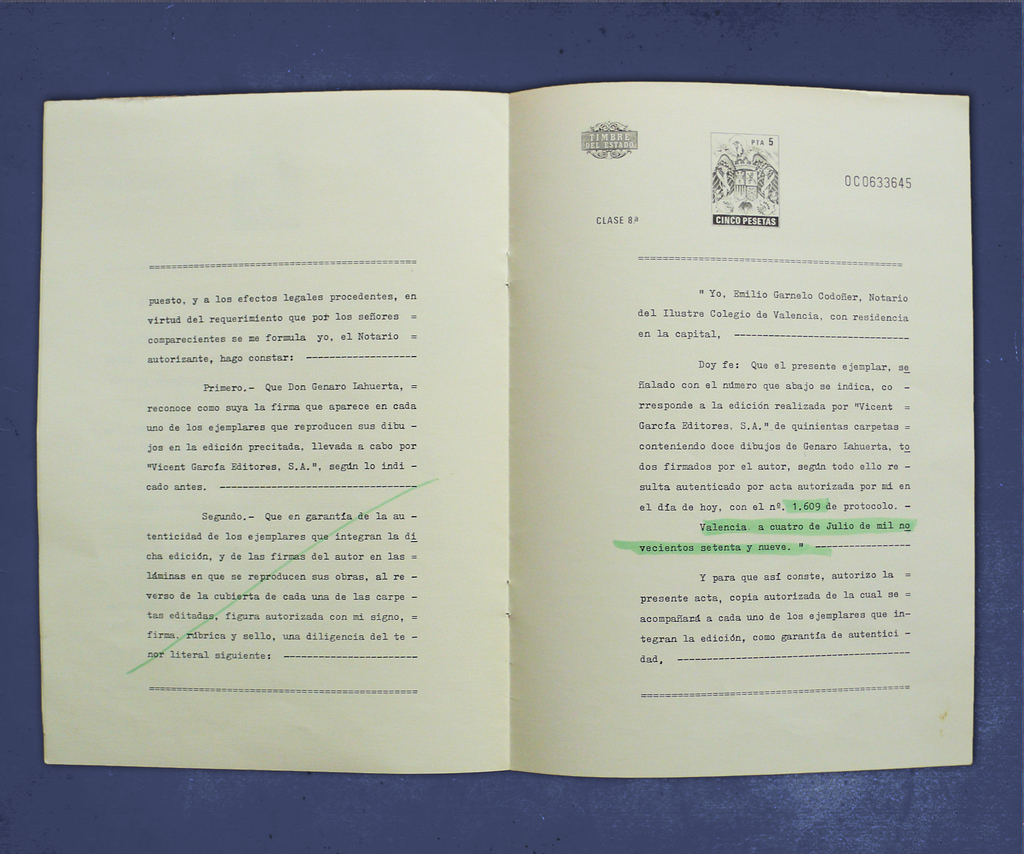 puesto, y a los efectos legales procedentes, en
virtud del requerimiento que por los señores =
comparecientes se me formula yo, el Notario =
autorizante, hago constar: --------------------
Primero.- Que Don Genaro Lahuerta, =
reconoce como suya la firma que aparece en cada
uno de los ejemplares que reproducen sus dibu -
jos en la edición precitada, llevada a cabo por
"Vicent García Editores, S.A.", según lo indi -
cado antes. -----------------------------------
Segundo.- Que en garantía de la au -
tenticidad de los ejemplares que integran la di
cha edición, y de las firmas del autor en las =
láminas en que se reproducen sus obras, al re -
verso de la cubierta de cada una de las carpe -
tas editadas, figura autorizada con mi signo, =
firma, rúbrica y sello, una diligencia del te -
nor literal siguiente: ------------------------
TIMBRE
DEL ESTADO
PTA 5
CINCO PESETAS
0C0633645
CLASE 8ª
" Yo, Emilio Garnelo Codoñer, Notario
del Ilustre Colegio de Valencia, con residencia
en la capital, -------------------------------
Doy fe: Que el presente ejemplar, se
ñalado con el número que abajo se indica, co -
rresponde a la edición realizada por "Vicent =
García Editores, S.A." de quinientas carpetas =
conteniendo doce dibujos de Genaro Lahuerta, to
dos firmados por el autor, según todo ello re -
sulta autenticado por acta autorizada por mi en
el día de hoy, con el nº. 1.609 de protocolo. -
Valencia. a cuatro de Julio de mil no
vecientos setenta y nueve. " -----------------
Y para que así conste, autorizo la =
presente acta, copia autorizada de la cual se =
acompañará a cada uno de los ejemplares que in-
tegran la edición, como garantía de autentici -
dad, -----------------------------------------